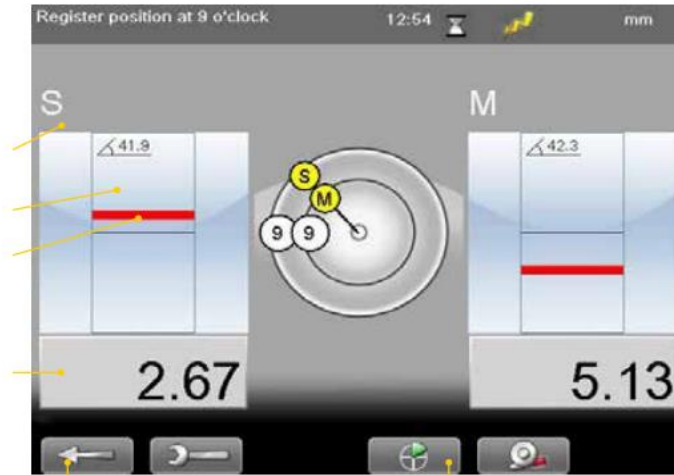 Register position at 9 o'clock 12:54 mm
S M
41.9 42.3
S
M
9 9
2.67 5.13